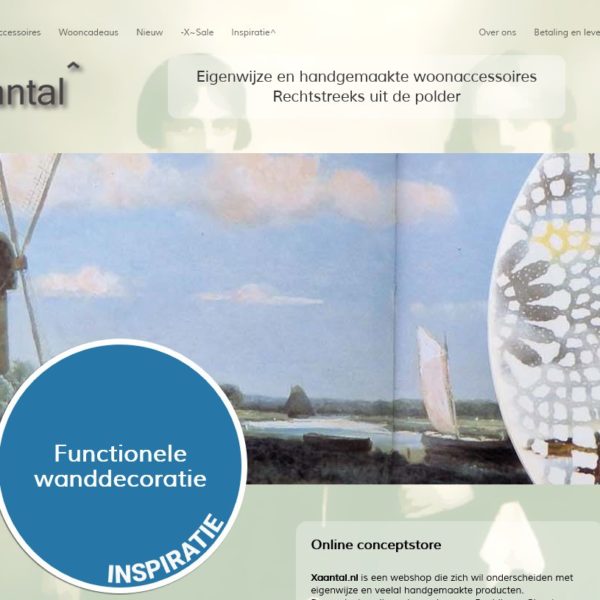 ccessoires Wooncadeaus Nieuw -X~Sale Inspiratie^ Over ons Betaling en leve
antal^
Eigenwijze en handgemaakte woonaccessoires
Rechtstreeks uit de polder
Functionele
wanddecoratie
INSPIRATIE
Online conceptstore
Xaantal.nl is een webshop die zich wil onderscheiden met
eigenwijze en veelal handgemaakte producten.